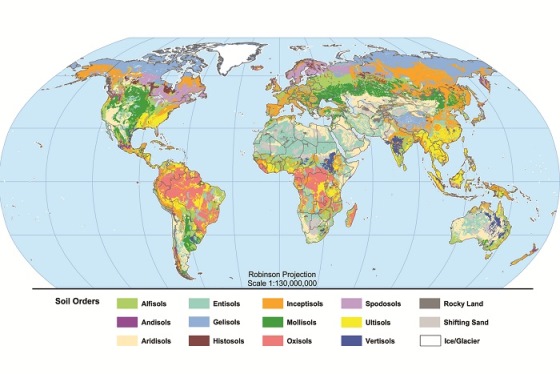 Robinson Projection
Scale 1:130,000,000
Soil Orders
Alfisols
Entisols
Inceptisols
Spodosols
Rocky Land
Andisols
Gelisols
Mollisols
Ultisols
Shifting Sand
Aridisols
Histosols
Oxisols
Vertisols
Ice/Glacier